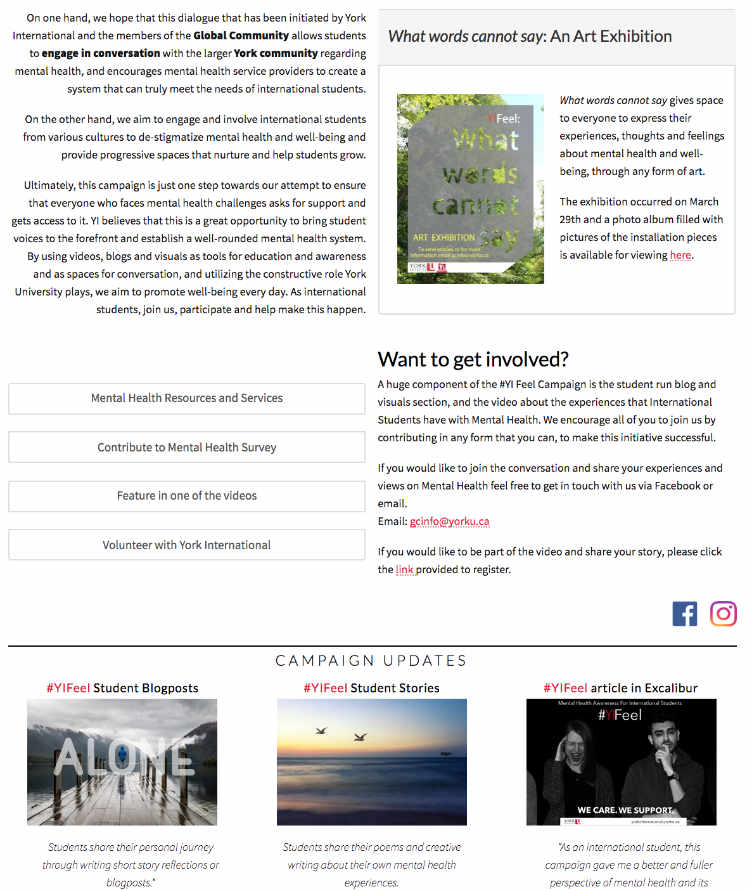 On one hand, we hope that this dialogue that has been initiated by York
International and the members of the Global Community allows students
to engage in conversation with the larger York community regarding
mental health, and encourages mental health service providers to create a
system that can truly meet the needs of international students.
On the other hand, we aim to engage and involve international students
from various cultures to de-stigmatize mental health and well-being and
provide progressive spaces that nurture and help students grow.
Ultimately, this campaign is just one step towards our attempt to ensure
that everyone who faces mental health challenges asks for support and
gets access to it. YI believes that this is a great opportunity to bring student
voices to the forefront and establish a well-rounded mental health system.
By using videos, blogs and visuals as tools for education and awareness
and as spaces for conversation, and utilizing the constructive role York
University plays, we aim to promote well-being every day. As international
students, join us, participate and help make this happen.
What words cannot say: An Art Exhibition
YIFeel:
What
words
cannot
say
ART EXHIBITION
What words cannot say gives space
to everyone to express their
experiences, thoughts and feelings
about mental health and well-
being, through any form of art.
The exhibition occurred on March
29th and a photo album filled with
pictures of the installation pieces
is available for viewing here.
Mental Health Resources and Services
Contribute to Mental Health Survey
Feature in one of the videos
Volunteer with York International
Want to get involved?
A huge component of the #YI Feel Campaign is the student run blog and
visuals section, and the video about the experiences that International
Students have with Mental Health. We encourage all of you to join us by
contributing in any form that you can, to make this initiative successful.
If you would like to join the conversation and share your experiences and
views on Mental Health feel free to get in touch with us via Facebook or
email.
Email: gcinfo@yorku.ca
If you would like to be part of the video and share your story, please click
the link provided to register.
CAMPAIGN UPDATES
#YIFeel Student Blogposts
ALONE
Students share their personal journey
through writing short story reflections or
blogposts."
#YIFeel Student Stories
Students share their poems and creative
writing about their own mental health
experiences.
#YIFeel article in Excalibur
Mental Health Awareness For International Students
#YIFeel
WE CARE. WE SUPPORT.
"As an international student, this
campaign gave me a better and fuller
perspective of mental health and its